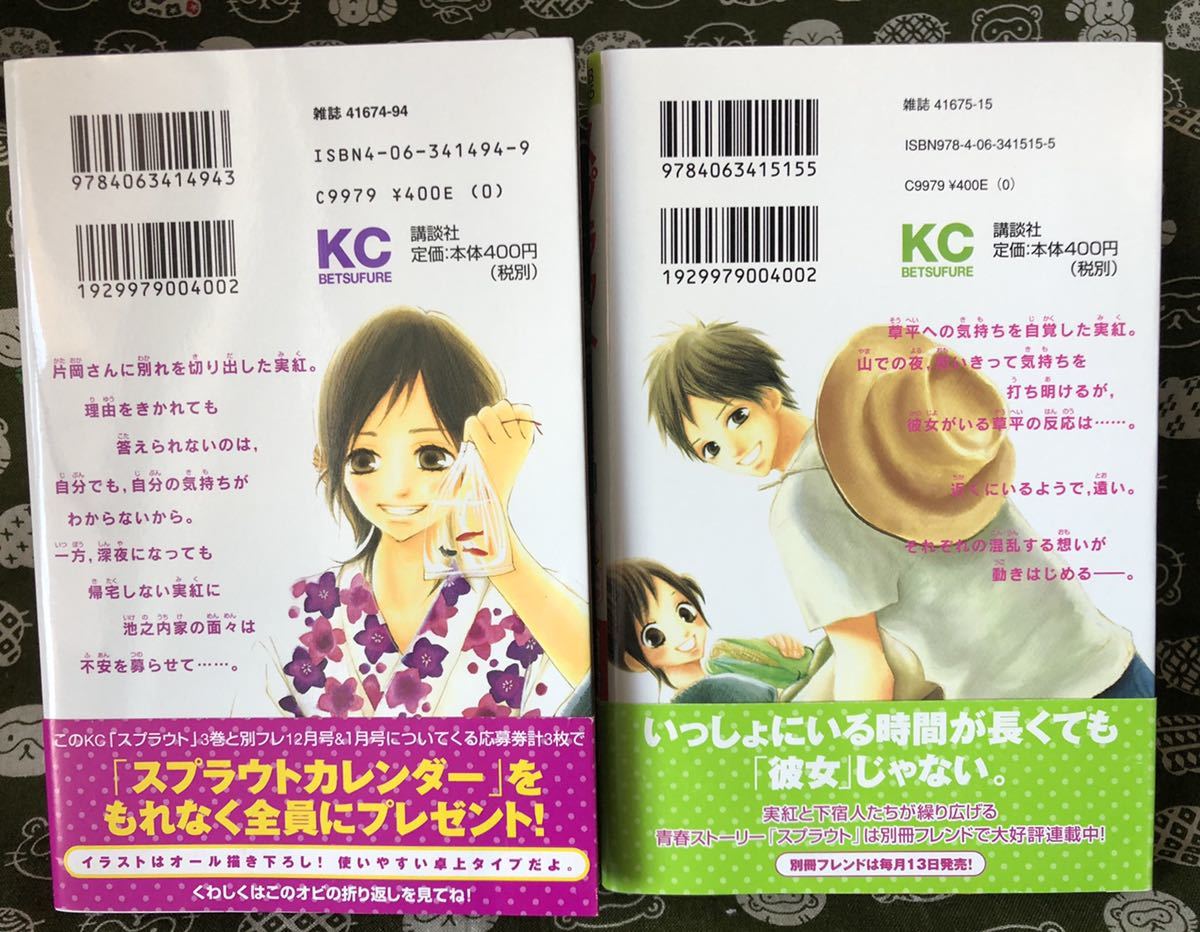 9784063414943
雑誌 41674-94
ISBN4-06-341494-9
C9979 ¥400E (0)
1929979004002
KC
BETSUFURE
講談社
定価:本体400円
(税別)
片岡さんに別れを切り出した実紅。
理由をきかれても
答えられないのは,
自分でも,自分の気持ちが
わからないから。
一方,深夜になっても
帰宅しない実紅に
池之内家の面々は
不安を募らせて……。
このKC「スプラウト」3巻と別フレ12月号&1月号についてくる応募券計3枚で
「スプラウトカレンダー」を
もれなく全員にプレゼント!
イラストはオール描き下ろし! 使いやすい卓上タイプだよ。
くわしくはこのオビの折り返しを見てね!
9784063415155
雑誌 41675-15
ISBN978-4-06-341515-5
C9979 ¥400E (0)
1929979004002
KC
BETSUFURE
講談社
定価:本体400円
(税別)
草平への気持ちを自覚した実紅。
山での夜,思いきって気持ちを
打ち明けるが,
彼女がいる草平の反応は……。
近くにいるようで,遠い。
それぞれの混乱する想いが
動きはじめる――。
いっしょにいる時間が長くても
「彼女」じゃない。
実紅と下宿人たちが繰り広げる
青春ストーリー「スプラウト」は別冊フレンドで大好評連載中!
別冊フレンドは毎月13日発売!